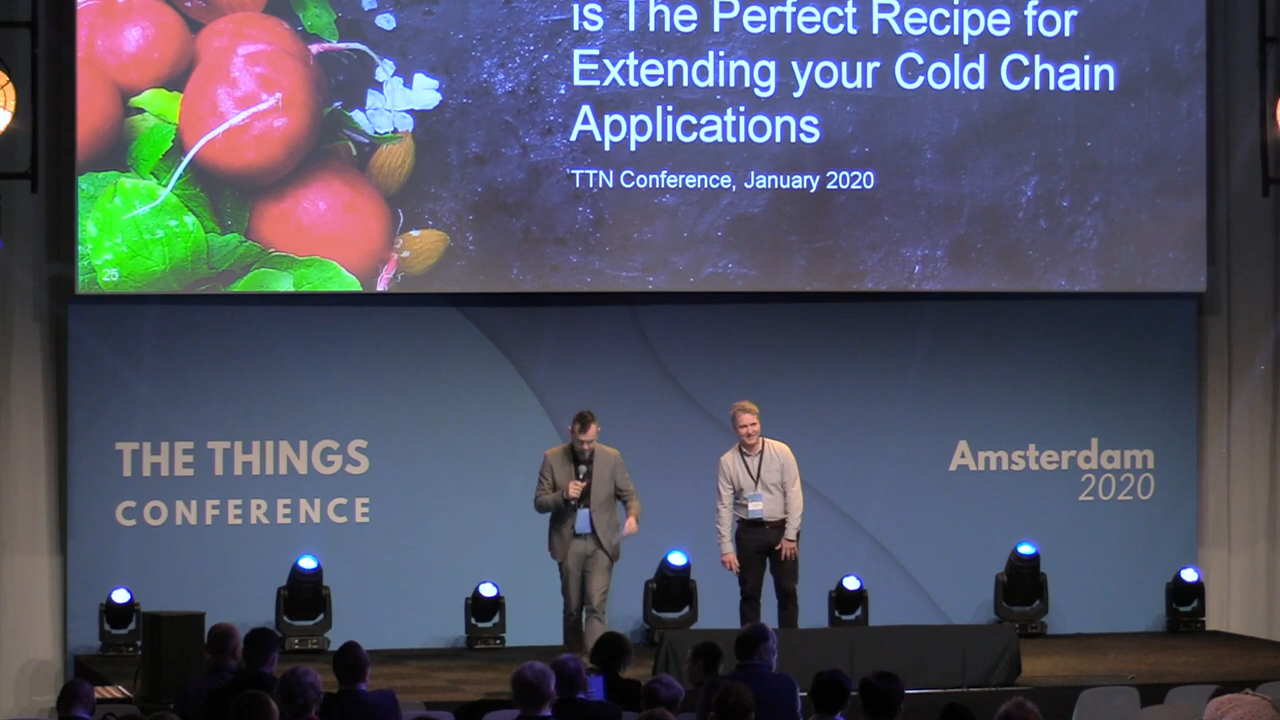 is The Perfect Recipe for
Extending your Cold Chain
Applications
TTN Conference, January 2020
25
THE THINGS
CONFERENCE
Amsterdam
2020